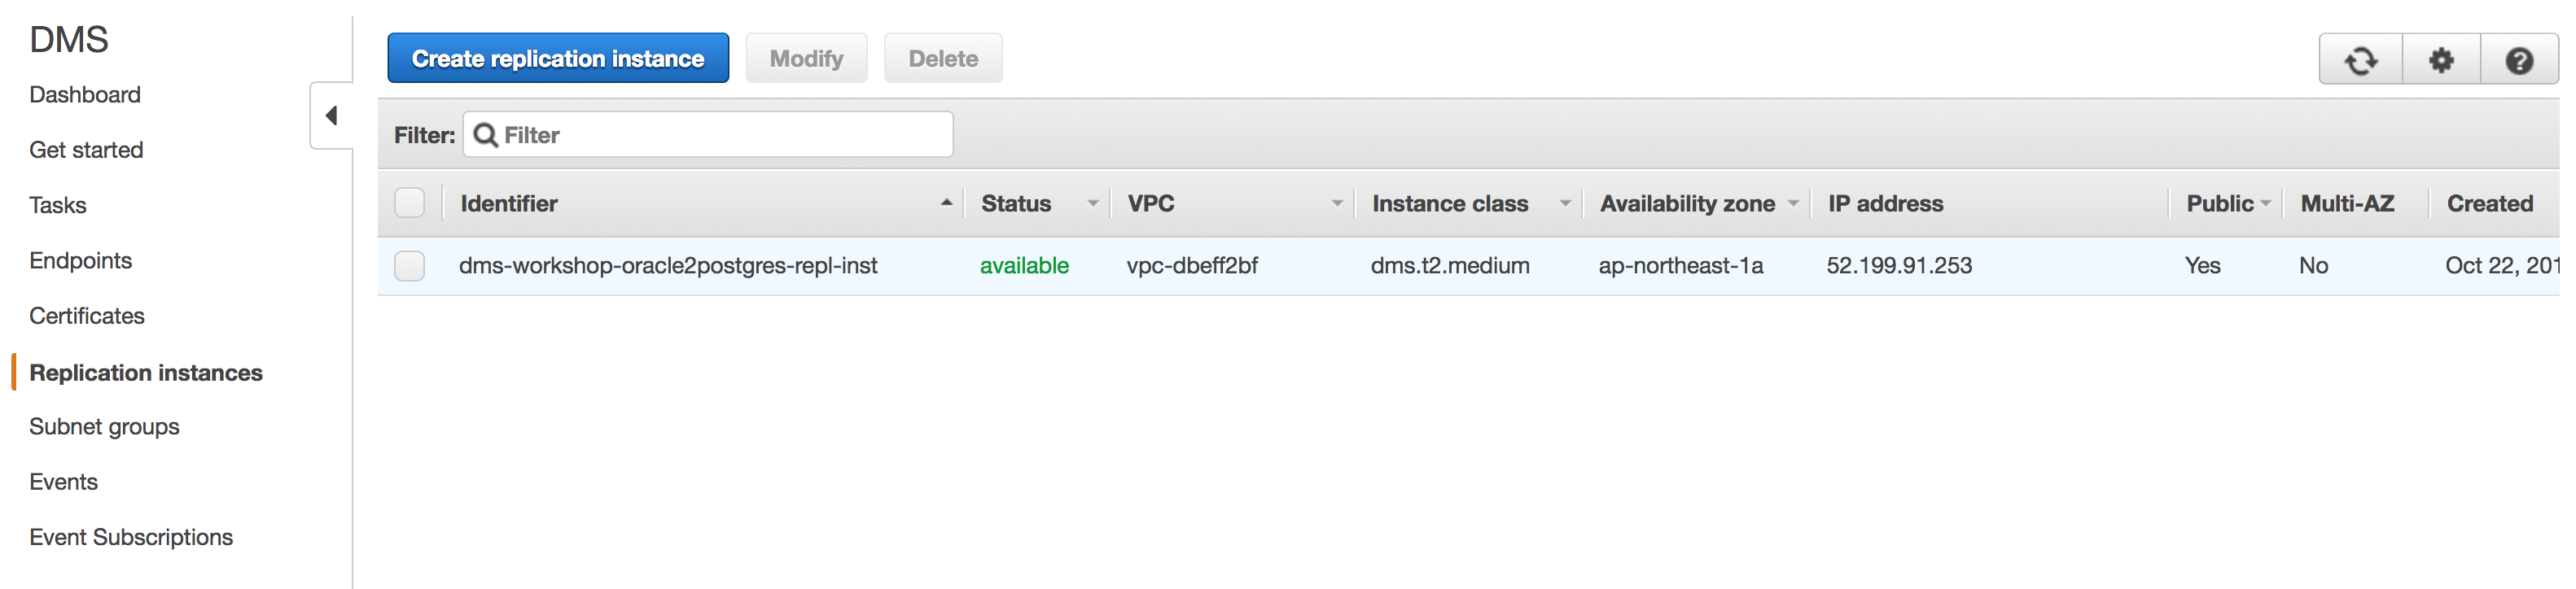 DMS
Dashboard
Get started
Tasks
Endpoints
Certificates
Replication instances
Subnet groups
Events
Event Subscriptions
Create replication instance Modify Delete
Filter: Filter
Identifier Status VPC Instance class Availability zone IP address Public Multi-AZ Created
dms-workshop-oracle2postgres-repl-inst available vpc-dbeff2bf dms.t2.medium ap-northeast-1a 52.199.91.253 Yes No Oct 22, 201